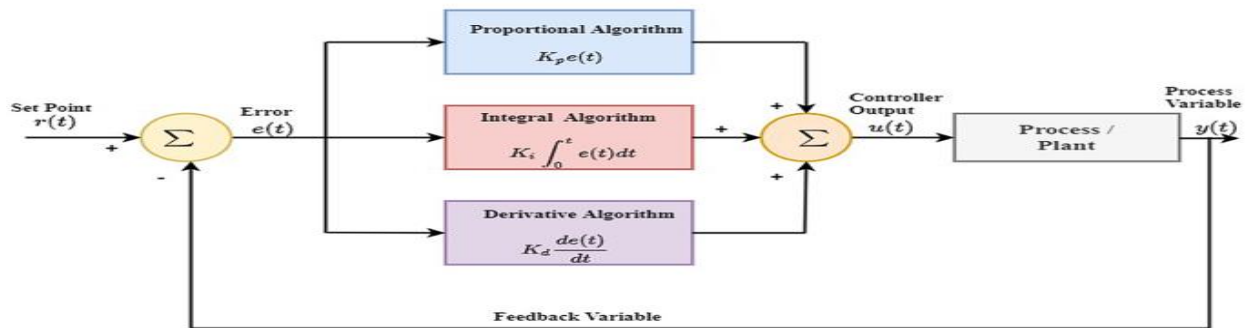 Proportional Algorithm
K_p e(t)
Set Point
r(t)
+
-
Σ
Error
e(t)
Integral Algorithm
K_i ∫_0^t e(t)dt
Derivative Algorithm
K_d de(t)/dt
+
+
+
Σ
Controller
Output
u(t)
Process /
Plant
Process
Variable
y(t)
Feedback Variable